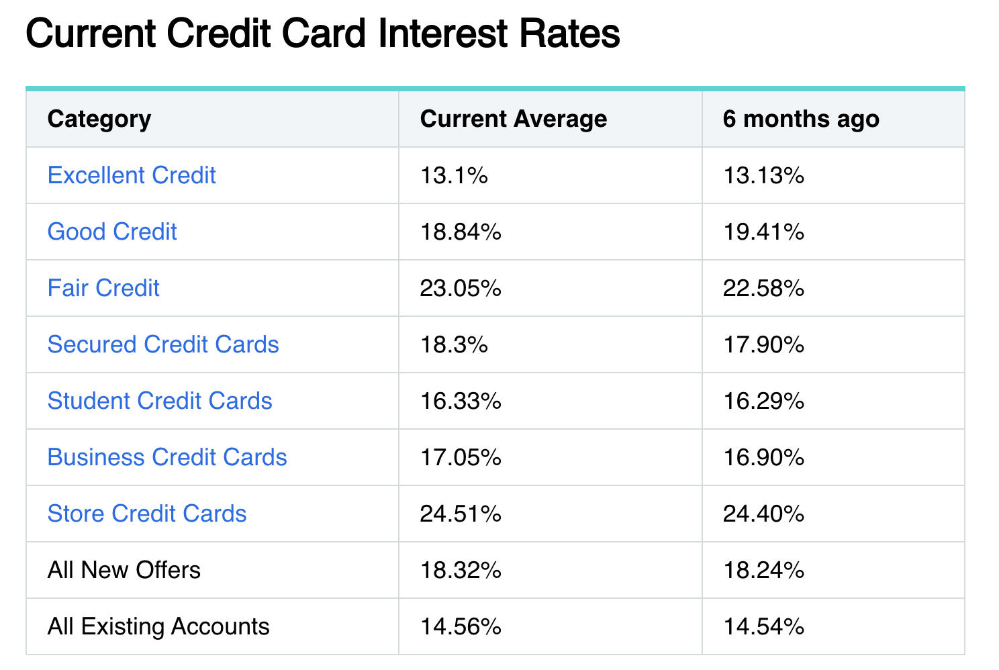 Current Credit Card Interest Rates
Category Current Average 6 months ago
Excellent Credit 13.1% 13.13%
Good Credit 18.84% 19.41%
Fair Credit 23.05% 22.58%
Secured Credit Cards 18.3% 17.90%
Student Credit Cards 16.33% 16.29%
Business Credit Cards 17.05% 16.90%
Store Credit Cards 24.51% 24.40%
All New Offers 18.32% 18.24%
All Existing Accounts 14.56% 14.54%